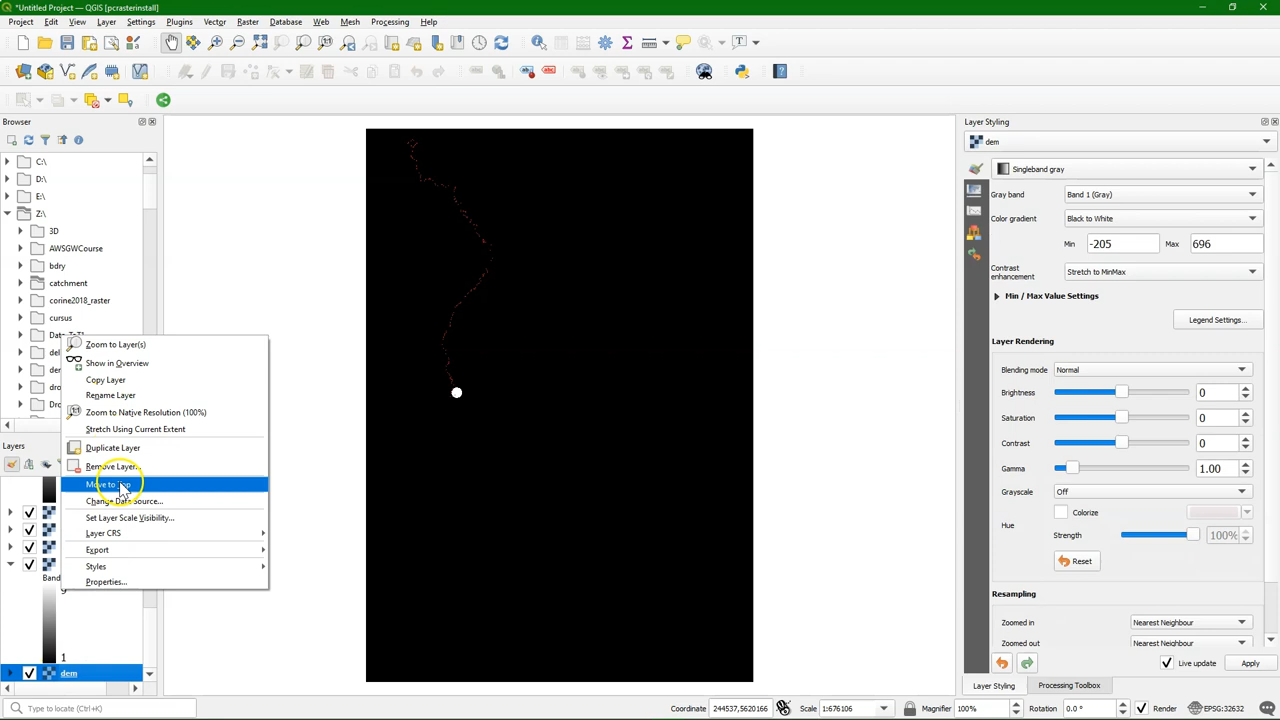 *Untitled Project — QGIS [pcrasterinstall]
Project Edit View Layer Settings Plugins Vector Raster Database Web Mesh Processing Help
Browser
C:\
D:\
E:\
Z:\
3D
AWSGWCourse
bdry
catchment
corine2018_raster
cursus
Zoom to Layer(s)
Show in Overview
Copy Layer
Rename Layer
Zoom to Native Resolution (100%)
Stretch Using Current Extent
Duplicate Layer
Remove Layer...
Move to Top
Change Data Source...
Set Layer Scale Visibility...
Layer CRS
Export
Styles
Properties...
Layers
1
dem
Layer Styling
dem
Singleband gray
Gray band Band 1 (Gray)
Color gradient Black to White
Min -205 Max 696
Contrast enhancement Stretch to MinMax
Min / Max Value Settings
Legend Settings...
Layer Rendering
Blending mode Normal
Brightness 0
Saturation 0
Contrast 0
Gamma 1.00
Grayscale Off
Hue Colorize
Strength 100%
Reset
Resampling
Zoomed in Nearest Neighbour
Zoomed out Nearest Neighbour
Live update Apply
Layer Styling Processing Toolbox
Type to locate (Ctrl+K) Coordinate 244537,5620166 Scale 1:676106 Magnifier 100% Rotation 0.0 ° Render EPSG:32632